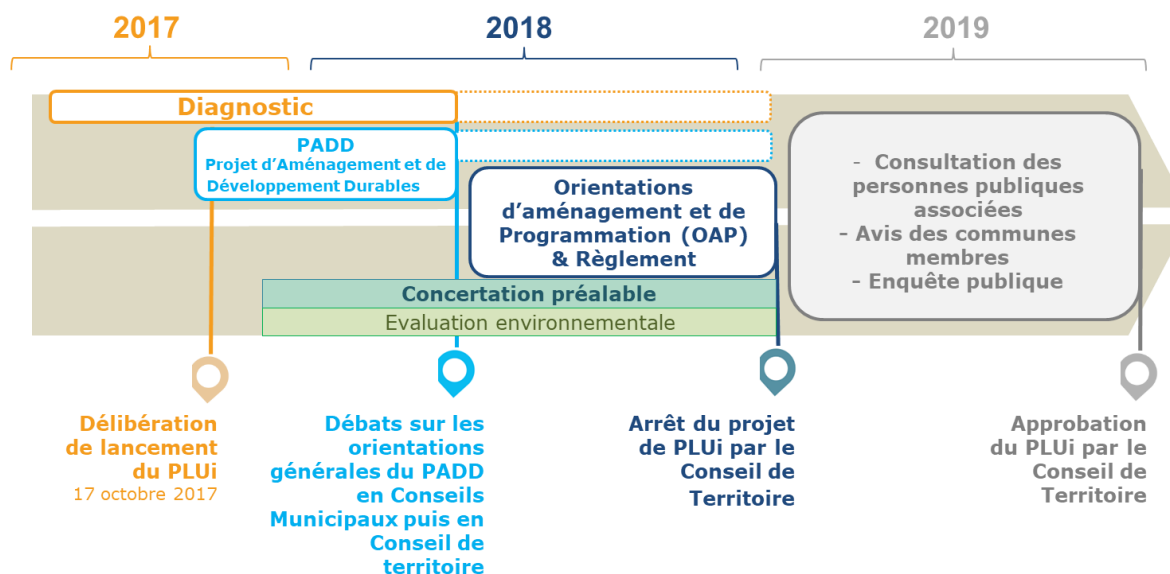 2017
2018
2019
Diagnostic
PADD
Projet d’Aménagement et de
Développement Durables
Orientations
d’aménagement et de
Programmation (OAP)
& Règlement
- Consultation des
personnes publiques
associées
- Avis des communes
membres
- Enquête publique
Concertation préalable
Evaluation environnementale
Délibération
de lancement
du PLUi
17 octobre 2017
Débats sur les
orientations
générales du PADD
en Conseils
Municipaux puis en
Conseil de
territoire
Arrêt du projet
de PLUi par le
Conseil de
Territoire
Approbation
du PLUi par le
Conseil de
Territoire